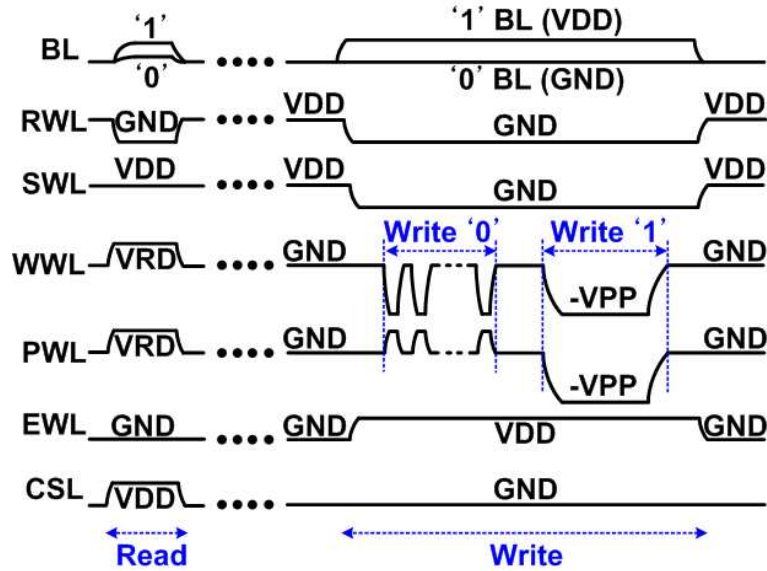 ‘1’
BL
‘0’
‘1’ BL (VDD)
‘0’ BL (GND)
RWL GND VDD GND VDD
SWL VDD VDD GND VDD
Write ‘0’ Write ‘1’
WWL VRD GND -VPP GND
PWL VRD GND -VPP GND
EWL GND GND VDD GND
CSL VDD GND
Read Write